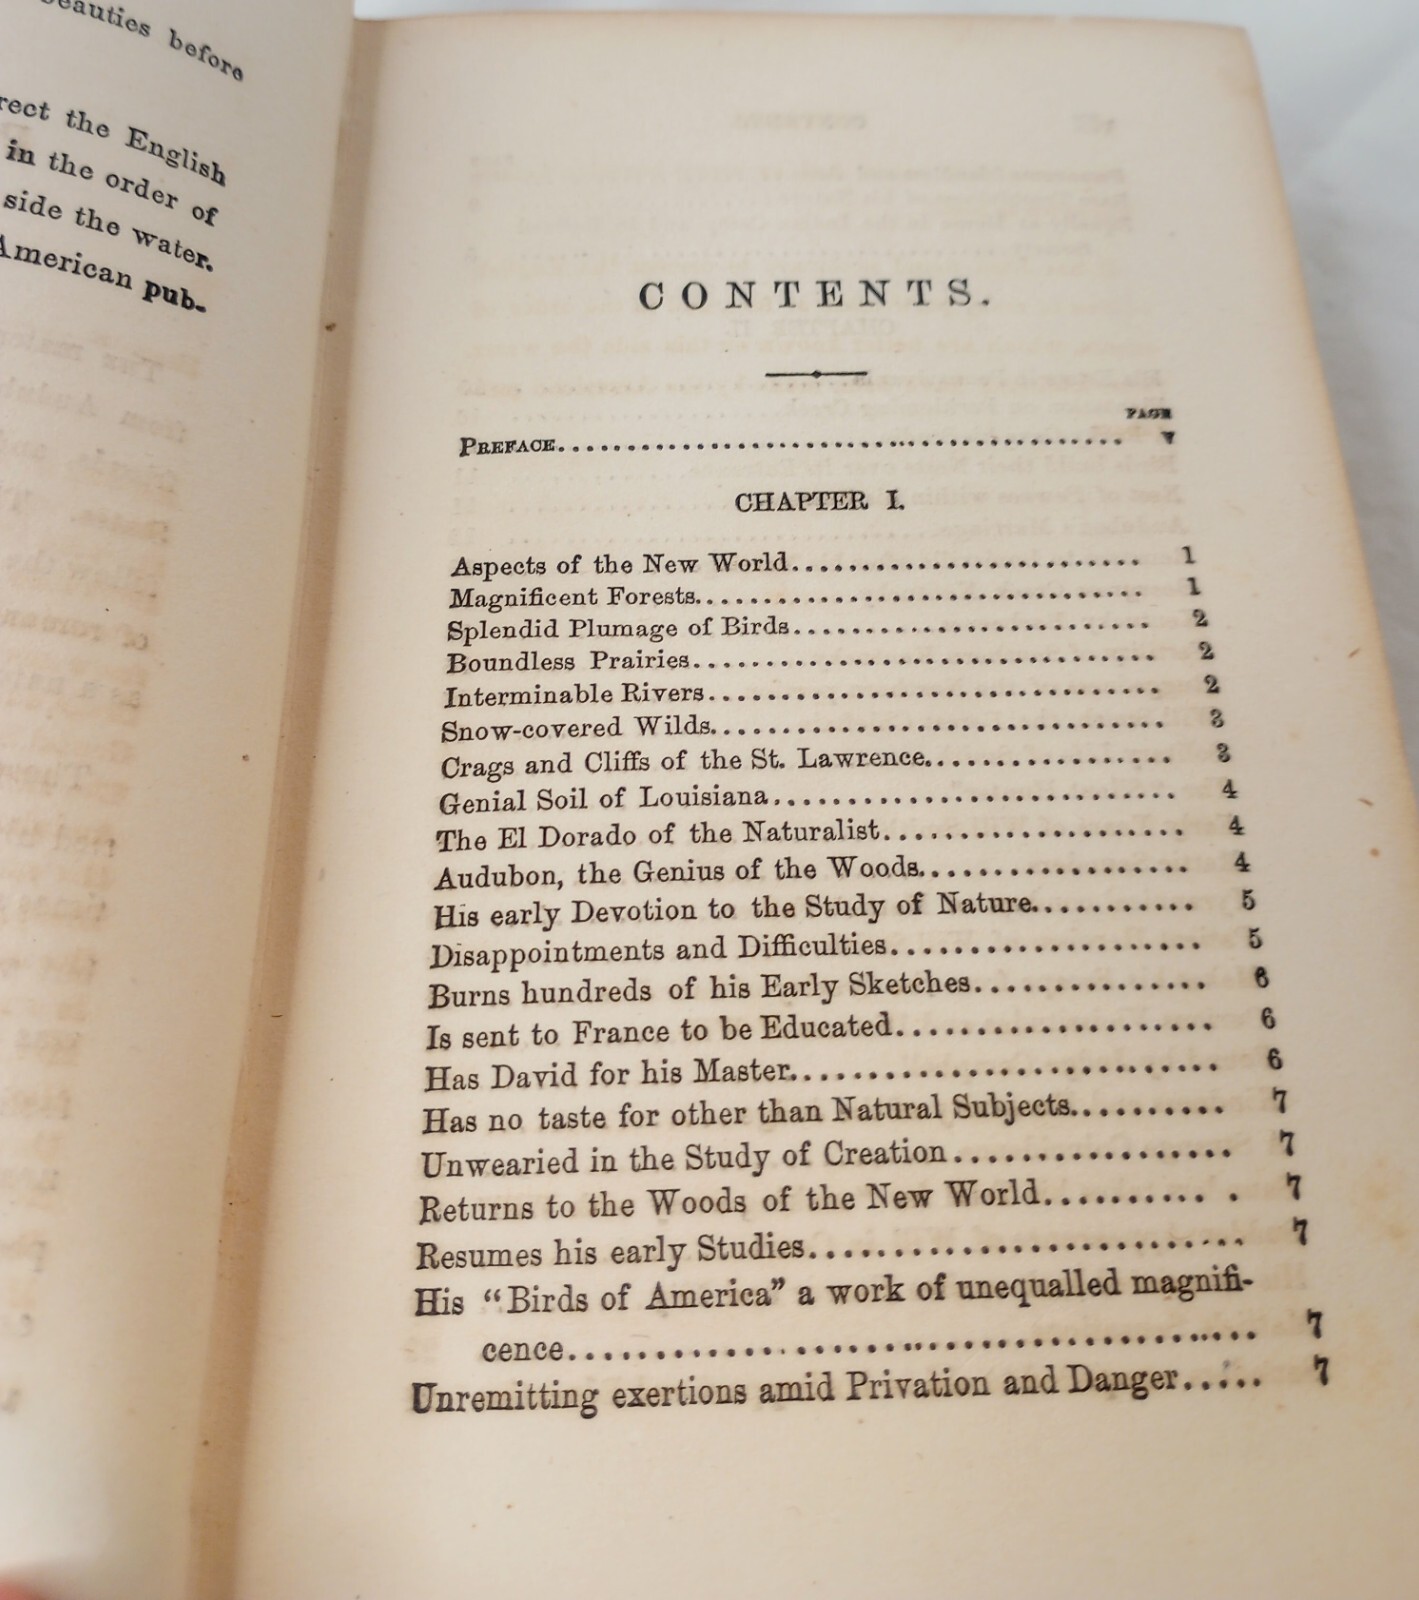 beauties before
rect the English
in the order of
side the water.
American pub-
CONTENTS.
PAGE
PREFACE........................................ v
CHAPTER I.
Aspects of the New World......................... 1
Magnificent Forests................................ 1
Splendid Plumage of Birds......................... 2
Boundless Prairies................................. 2
Interminable Rivers................................ 2
Snow-covered Wilds................................ 3
Crags and Cliffs of the St. Lawrence................. 3
Genial Soil of Louisiana............................ 4
The El Dorado of the Naturalist.................... 4
Audubon, the Genius of the Woods.................. 4
His early Devotion to the Study of Nature........... 5
Disappointments and Difficulties.................... 5
Burns hundreds of his Early Sketches............... 6
Is sent to France to be Educated.................... 6
Has David for his Master........................... 6
Has no taste for other than Natural Subjects.......... 7
Unwearied in the Study of Creation................. 7
Returns to the Woods of the New World.......... . 7
Resumes his early Studies.......................... 7
His “Birds of America” a work of unequalled magnifi-
cence........................................... 7
Unremitting exertions amid Privation and Danger...... 7